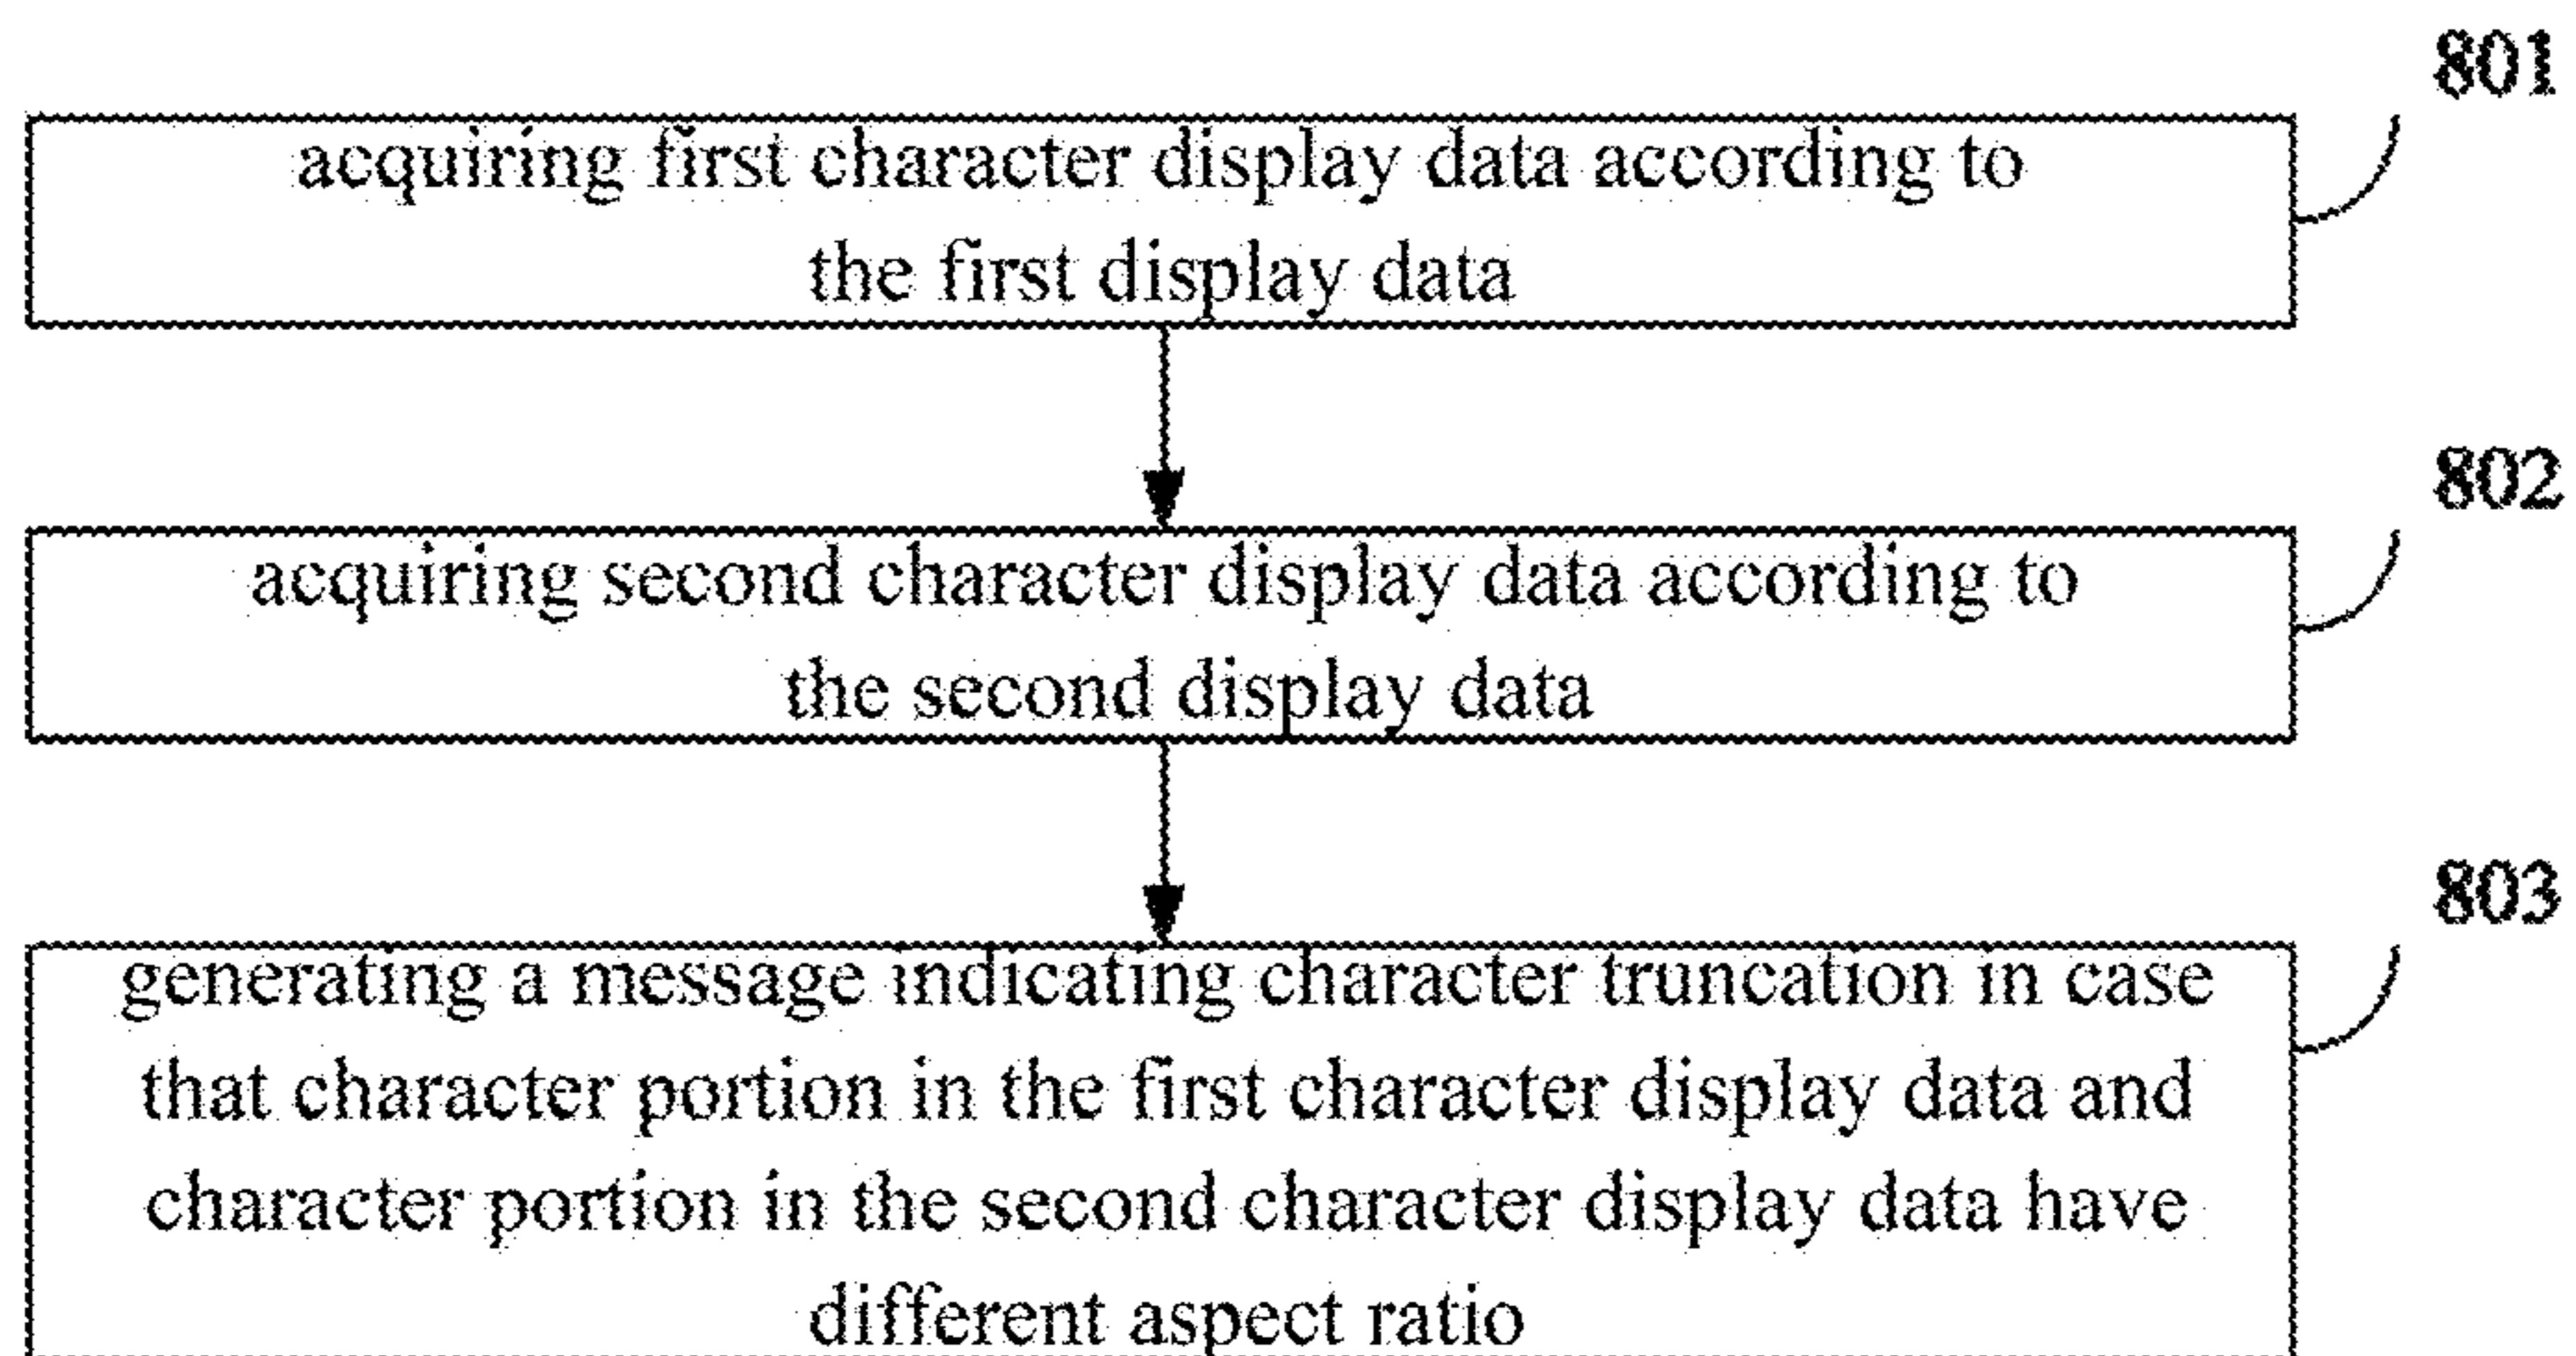 801
acquiring first character display data according to
the first display data
802
acquiring second character display data according to
the second display data
803
generating a message indicating character truncation in case
that character portion in the first character display data and
character portion in the second character display data have
different aspect ratio